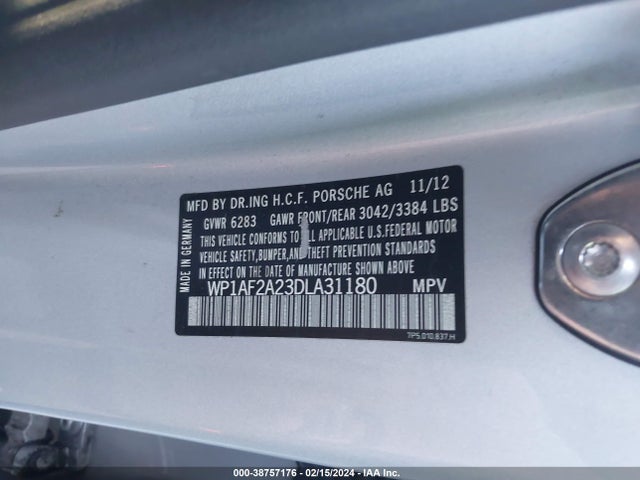 MFD BY DR.ING H.C.F. PORSCHE AG 11/12
GVWR 6283 GAWR FRONT/REAR 3042/3384 LBS
THIS VEHICLE CONFORMS TO ALL APPLICABLE U.S.FEDERAL MOTOR
VEHICLE SAFETY,BUMPER,AND THEFT PREVENTION STANDARDS
IN EFFECT ON THE DATE OF MANUFACTURE SHOWN ABOVE.
WP1AF2A23DLA31180 MPV
MADE IN GERMANY
7P5.010.837.H
000-38757176 - 02/15/2024 - IAA Inc.